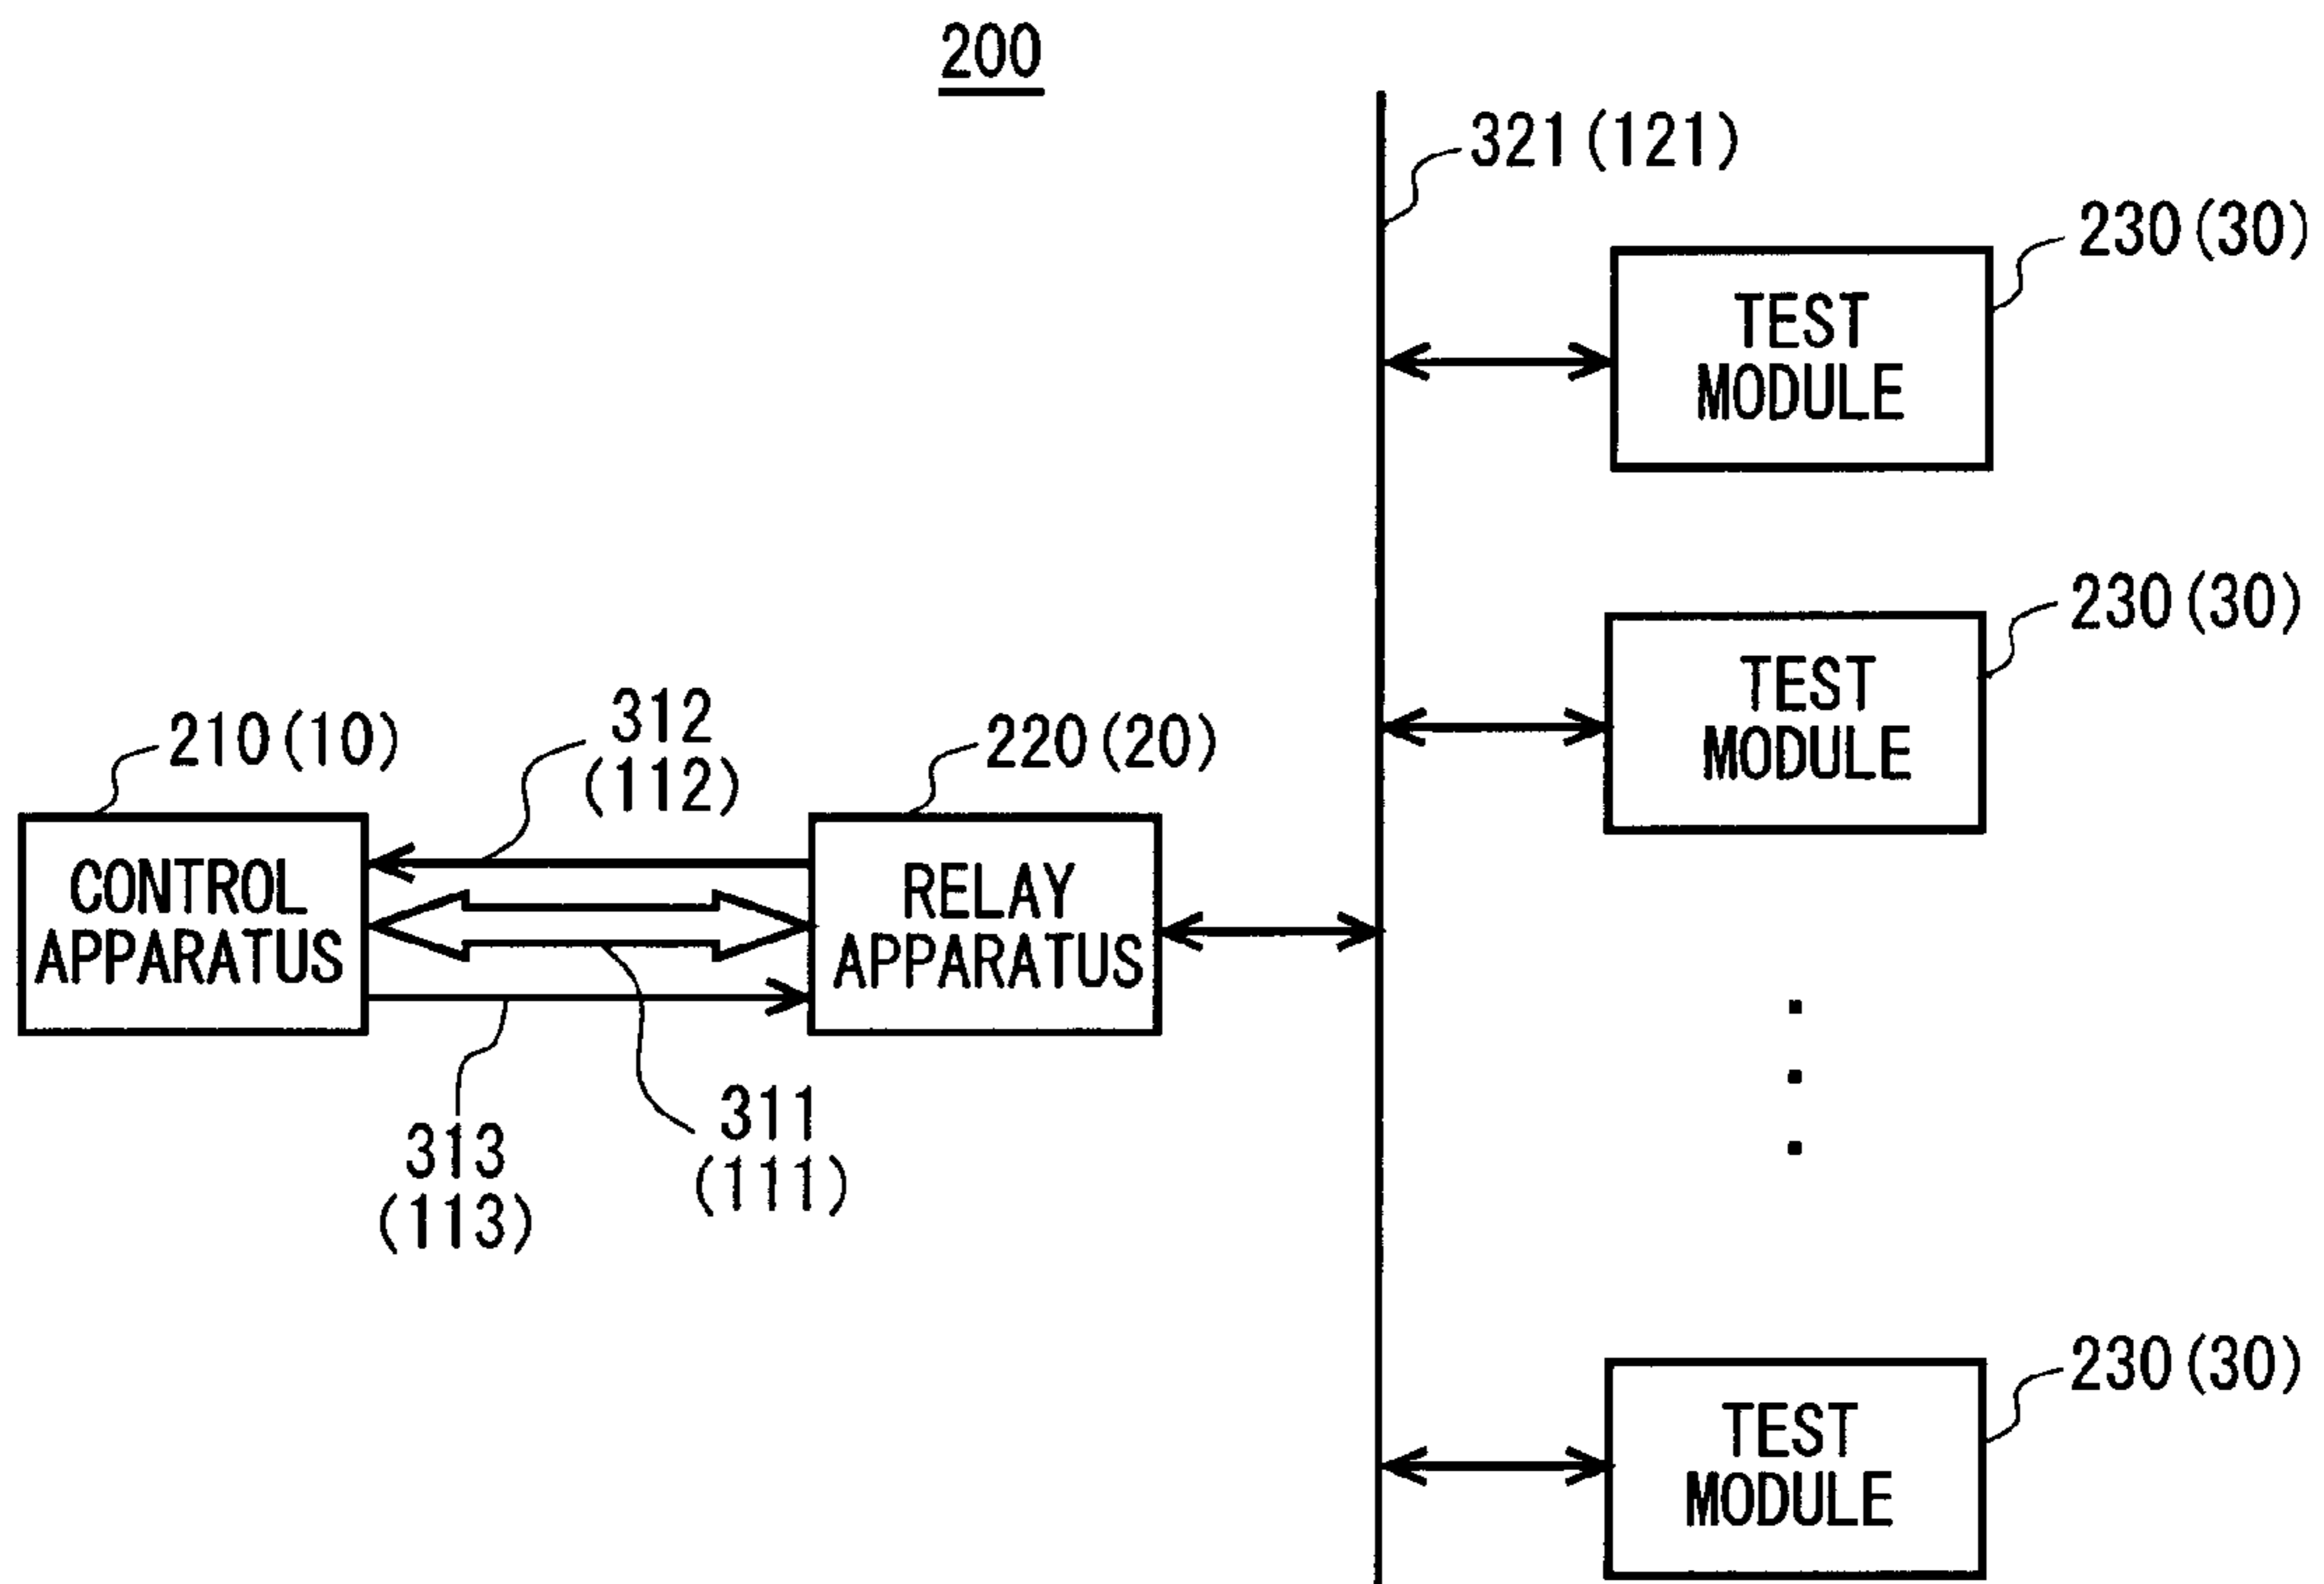 200
321(121)
230(30)
TEST
MODULE
230(30)
TEST
MODULE
210(10)
312
(112)
220(20)
CONTROL
APPARATUS
RELAY
APPARATUS
313
(113)
311
(111)
230(30)
TEST
MODULE